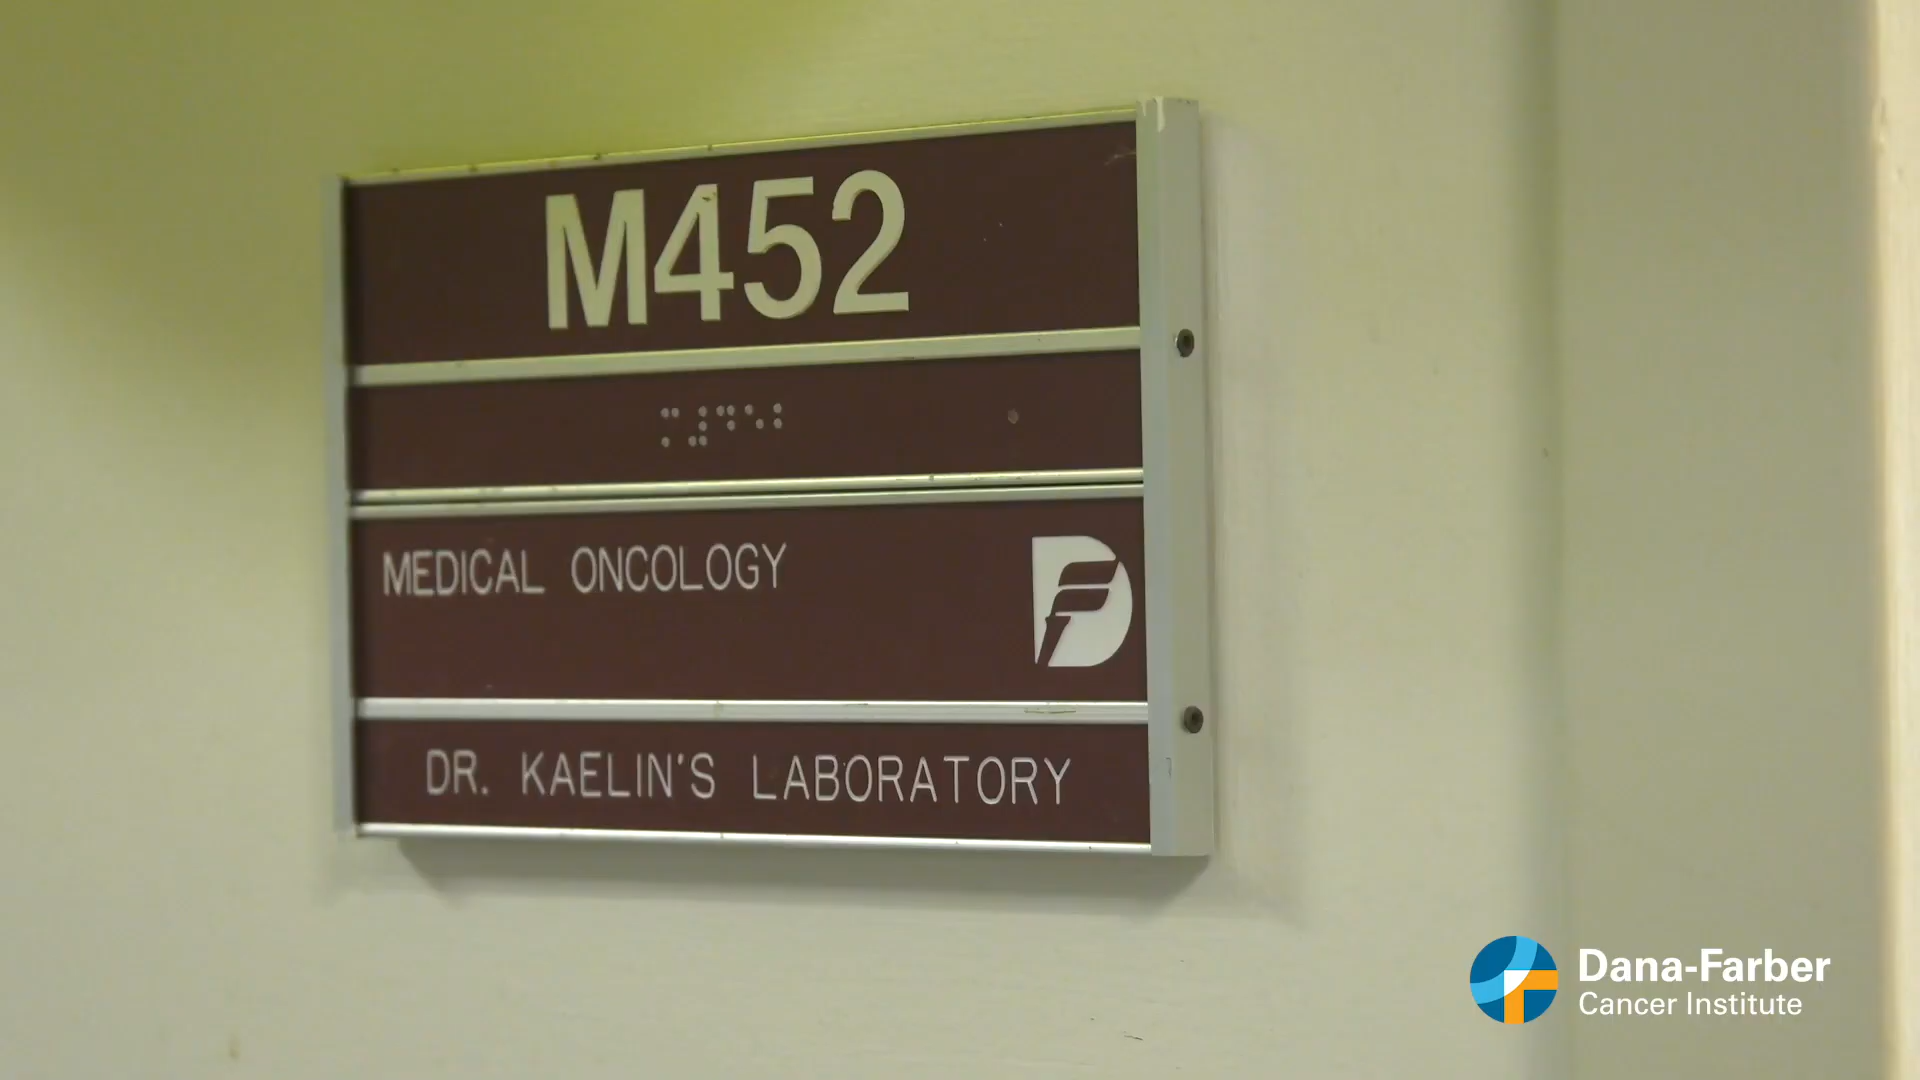 M452
⠍⠼⠙⠑⠃
MEDICAL ONCOLOGY
DR. KAELIN'S LABORATORY
Dana-Farber
Cancer Institute